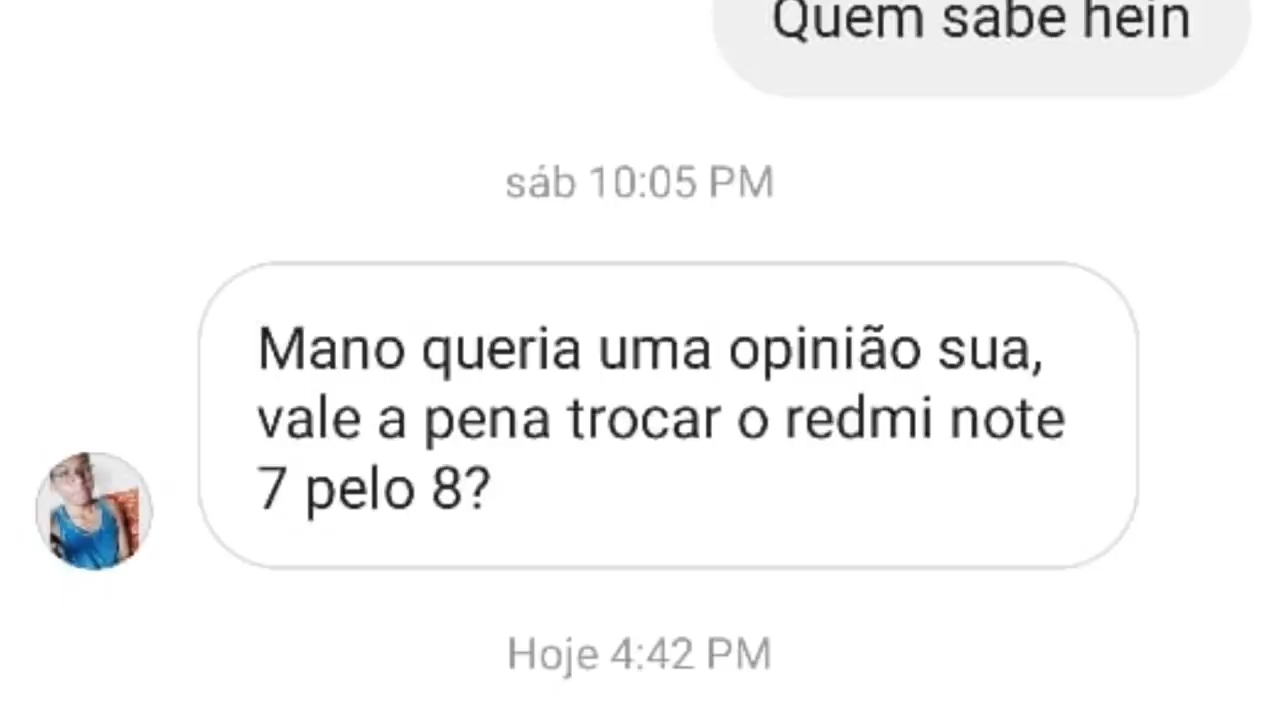 Quem sabe hein
sáb 10:05 PM
Mano queria uma opinião sua,
vale a pena trocar o redmi note
7 pelo 8?
Hoje 4:42 PM